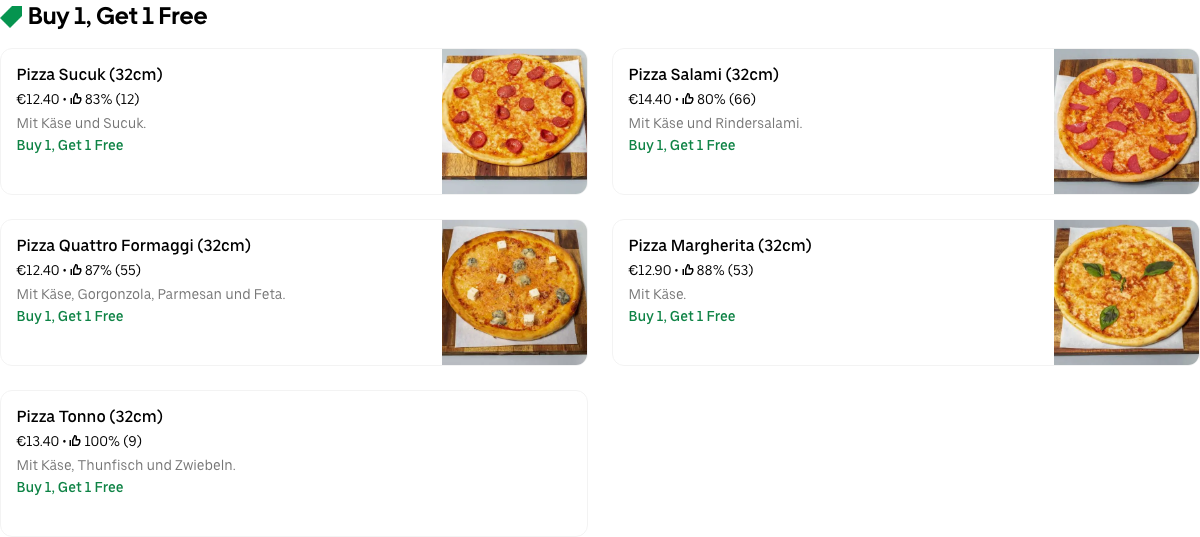 Buy 1, Get 1 Free
Pizza Sucuk (32cm)
€12.40 • 83% (12)
Mit Käse und Sucuk.
Buy 1, Get 1 Free
Pizza Salami (32cm)
€14.40 • 80% (66)
Mit Käse und Rindersalami.
Buy 1, Get 1 Free
Pizza Quattro Formaggi (32cm)
€12.40 • 87% (55)
Mit Käse, Gorgonzola, Parmesan und Feta.
Buy 1, Get 1 Free
Pizza Margherita (32cm)
€12.90 • 88% (53)
Mit Käse.
Buy 1, Get 1 Free
Pizza Tonno (32cm)
€13.40 • 100% (9)
Mit Käse, Thunfisch und Zwiebeln.
Buy 1, Get 1 Free